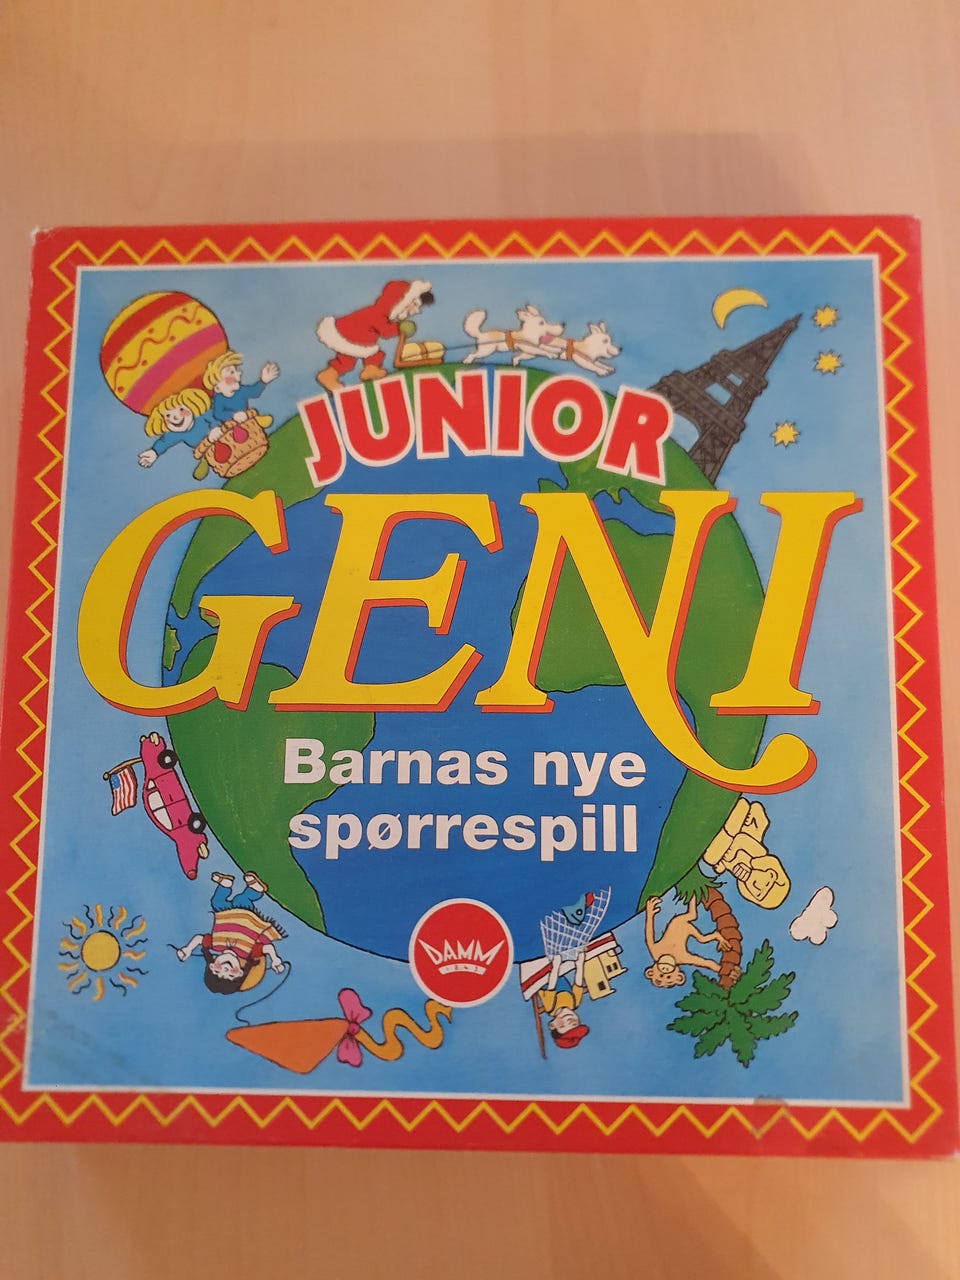 JUNIOR
GENI
Barnas nye
spørrespill
DAMM